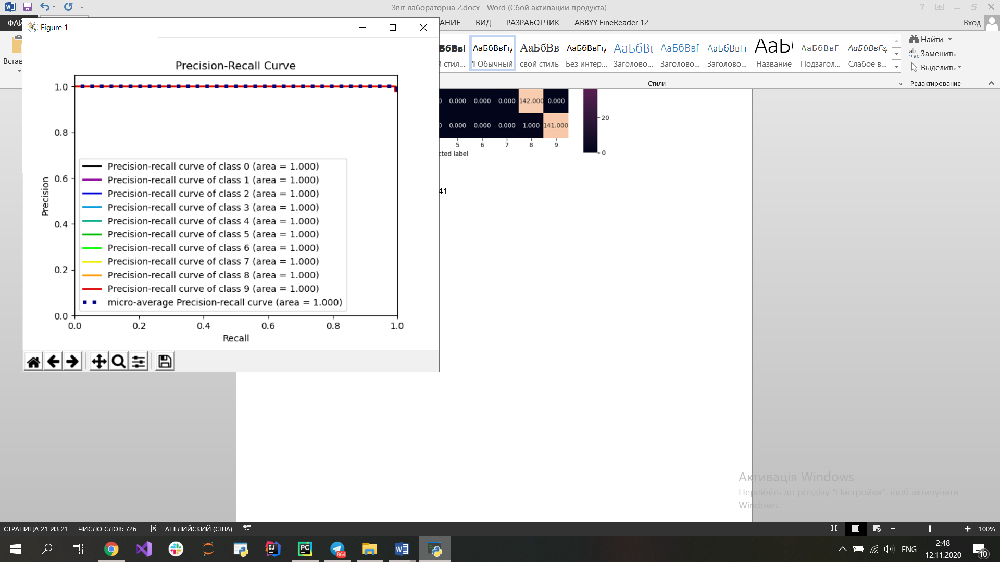 Звіт лабораторна 2.docx - Word (Сбой активации продукта)
ФАЙ
АНИЕ ВИД РАЗРАБОТЧИК ABBYY FineReader 12
Вход
Figure 1
Встав
АаБбВвГг, АаБбВв АаБбВвГг, АаБбВ АаБбВвГ АаБбВвГг АаБ АаБбВвГг АаБбВвГг,
й стил... ¶ Обычный свой стиль Без интер... Заголово... Заголово... Заголово... Название Подзагол... Слабое в...
Найти
Заменить
Выделить
Стили
Редактирование
Precision-Recall Curve
1.0
0.8
0.6
0.4
0.2
0.0
Precision
Precision-recall curve of class 0 (area = 1.000)
Precision-recall curve of class 1 (area = 1.000)
Precision-recall curve of class 2 (area = 1.000)
Precision-recall curve of class 3 (area = 1.000)
Precision-recall curve of class 4 (area = 1.000)
Precision-recall curve of class 5 (area = 1.000)
Precision-recall curve of class 6 (area = 1.000)
Precision-recall curve of class 7 (area = 1.000)
Precision-recall curve of class 8 (area = 1.000)
Precision-recall curve of class 9 (area = 1.000)
micro-average Precision-recall curve (area = 1.000)
0.0 0.2 0.4 0.6 0.8 1.0
Recall
0.000 0.000 0.000 142.000 0.000
0.000 0.000 0.000 1.000 141.000
5 6 7 8 9
cted label
20
0
41
Активація Windows
Перейдіть до розділу "Настройки", щоб активувати
Windows.
СТРАНИЦА 21 ИЗ 21 ЧИСЛО СЛОВ: 726 АНГЛИЙСКИЙ (США)
100%
864
ENG
2:48
12.11.2020
10